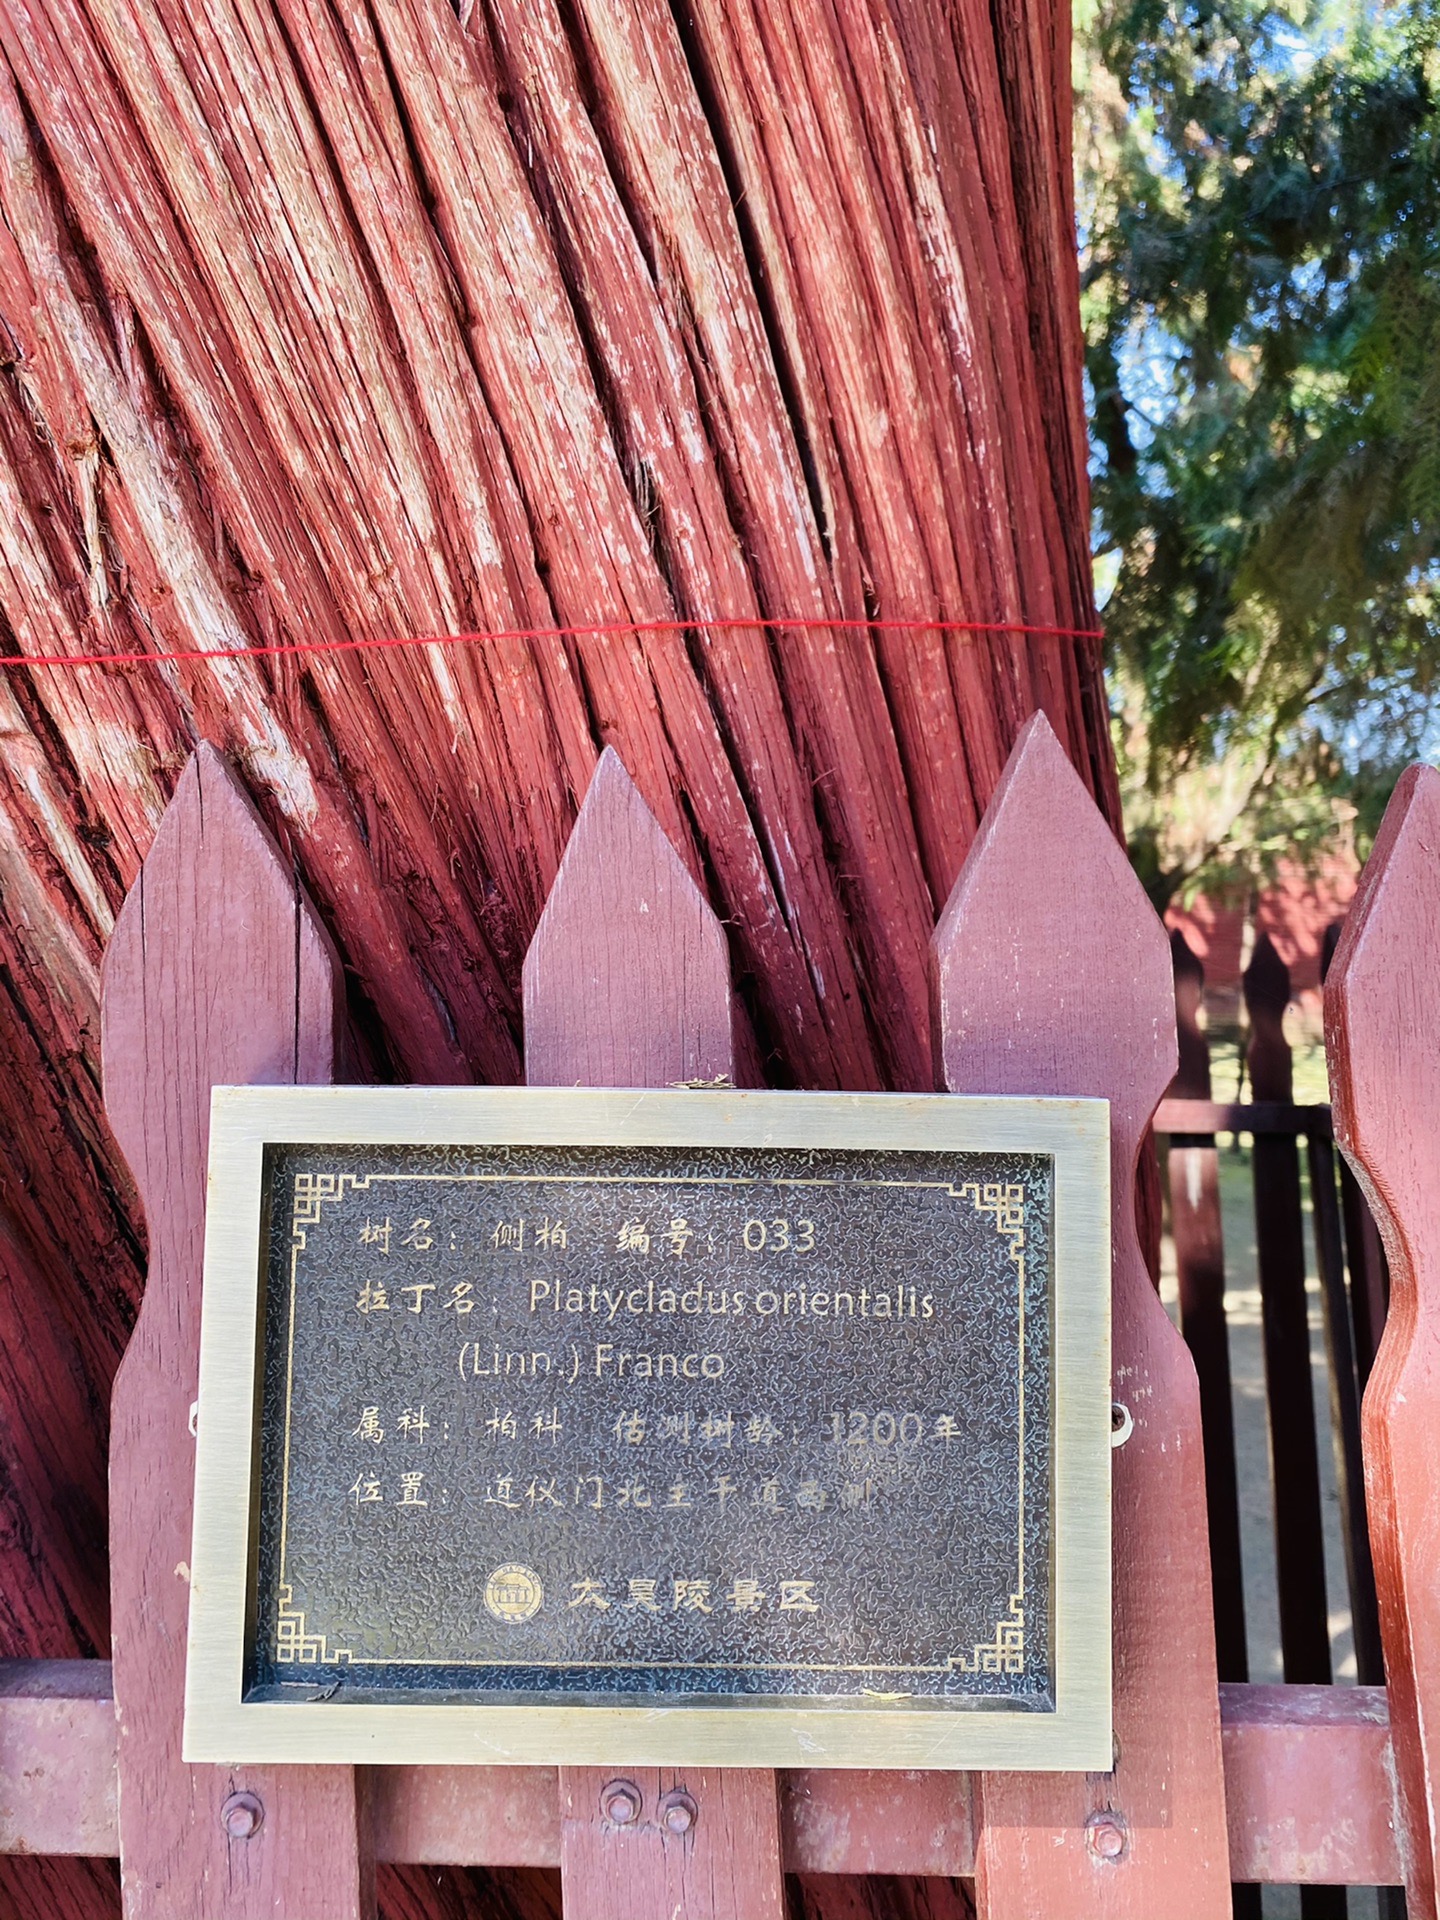 树名：侧柏 编号：033
拉丁名：Platycladus orientalis
(Linn.) Franco
属科：柏科 估测树龄：1200年
位置：道仪门北主干道西侧
太昊陵景区